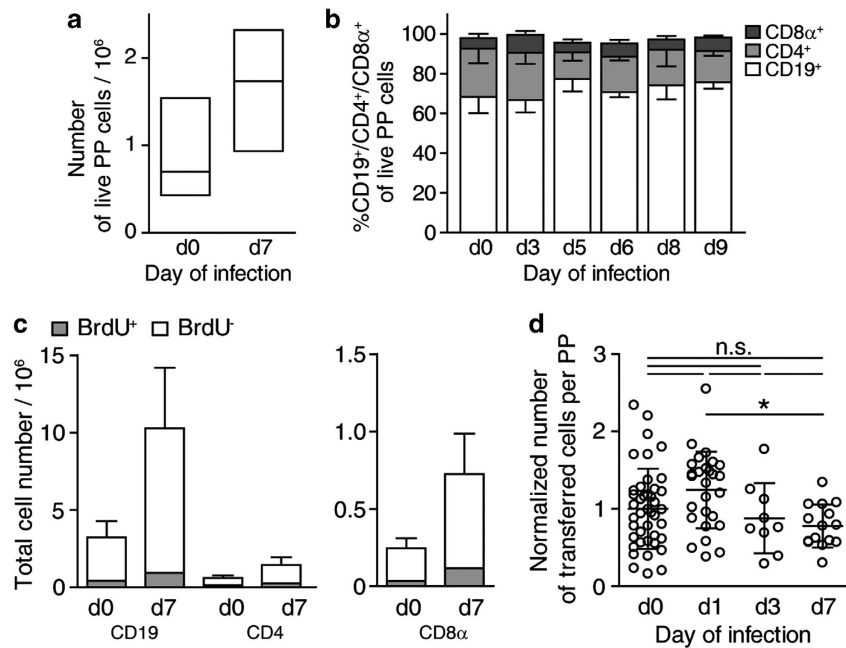 a
Number
of live PP cells / 10⁶
2
1
0
d0 d7
Day of infection
b
%CD19⁺/CD4⁺/CD8α⁺
of live PP cells
100
80
60
40
20
0
d0 d3 d5 d6 d8 d9
Day of infection
CD8α⁺
CD4⁺
CD19⁺
c
BrdU⁺ BrdU⁻
Total cell number / 10⁶
15
10
5
0
d0 d7 d0 d7
CD19 CD4
1.5
1.0
0.5
0
d0 d7
CD8α
d
Normalized number
of transferred cells per PP
3
2
1
0
n.s.
*
d0 d1 d3 d7
Day of infection